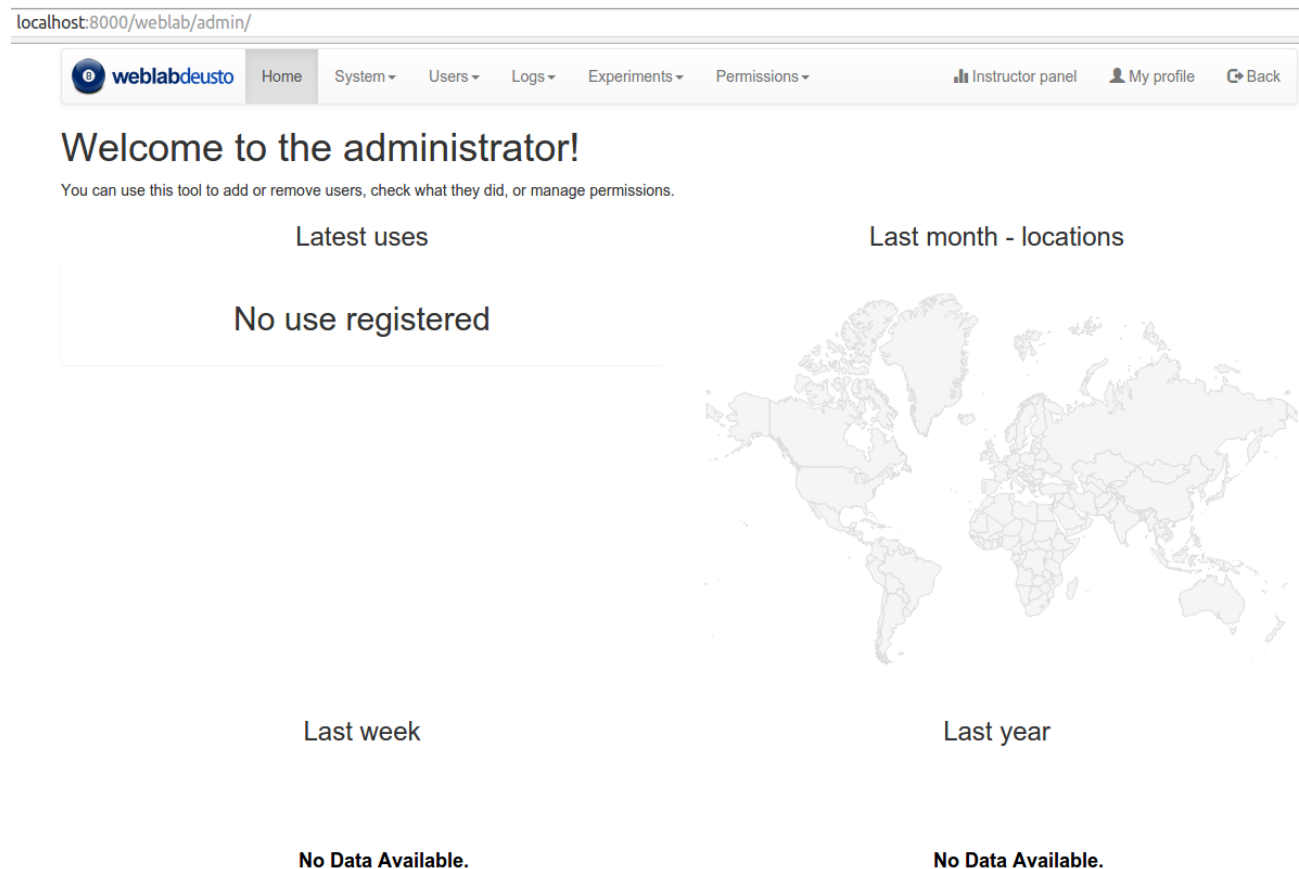 localhost:8000/weblab/admin/
8 weblabdeusto Home System Users Logs Experiments Permissions Instructor panel My profile Back
Welcome to the administrator!
You can use this tool to add or remove users, check what they did, or manage permissions.
Latest uses
Last month - locations
No use registered
Last week
Last year
No Data Available.
No Data Available.